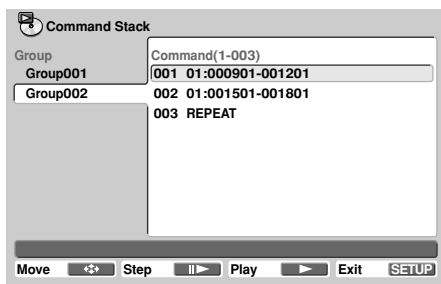 Command Stack
Group
Group001
Group002
Command(1-003)
001 01:000901-001201
002 01:001501-001801
003 REPEAT
Move Step Play Exit SETUP